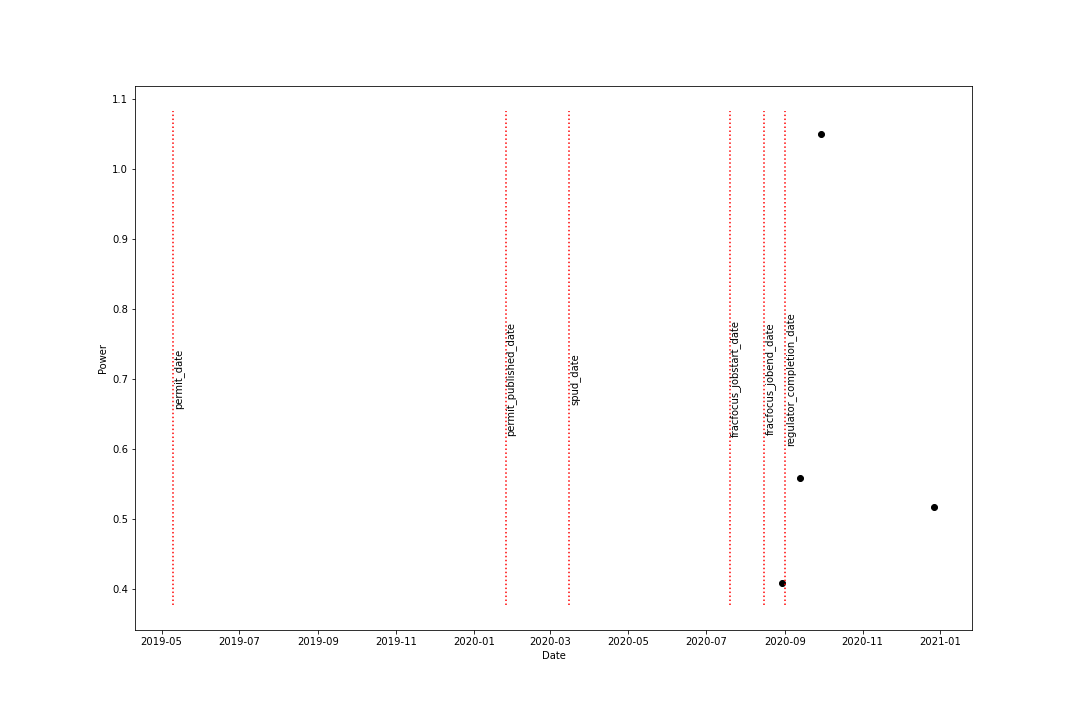 1.1
1.0
0.9
0.8
0.7
0.6
0.5
0.4
Power
permit_date
permit_published_date
spud_date
fracfocus_jobstart_date
fracfocus_jobend_date
regulator_completion_date
2019-05 2019-07 2019-09 2019-11 2020-01 2020-03 2020-05 2020-07 2020-09 2020-11 2021-01
Date